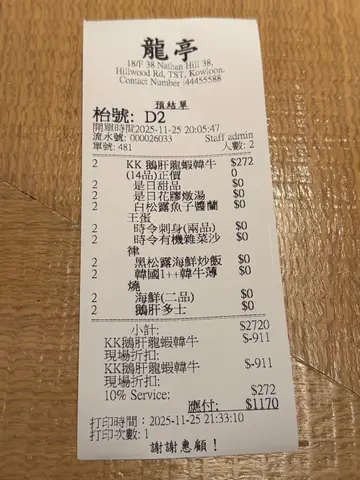 龍亭
18/F 38 Nathan Hill 38,
Hillwood Rd, TST, Kowloon.
Contact Number :44455588
預結單
枱號: D2
開單時間2025-11-25 20:05:47
流水號: 000026033 Staff admin
單號: 481 人數: 2
2 KK 鵝肝龍蝦韓牛 $272
(14品)正價 0
2 是日甜品 $0
2 是日花膠燉湯 $0
2 白松露魚子醬蘭 $0
王蛋
2 時令刺身(兩品) $0
2 時令有機雜菜沙 $0
律
2 黑松露海鮮炒飯 $0
2 韓國1++韓牛薄 $0
燒
2 海鮮(二品) $0
2 鵝肝多士 $0
小計: $2720
KK鵝肝龍蝦韓牛 $-911
現場折扣:
KK鵝肝龍蝦韓牛 $-911
現場折扣:
10% Service: $272
應付: $1170
打印時間：2025-11-25 21:33:10
打印次數: 1
謝謝惠顧！